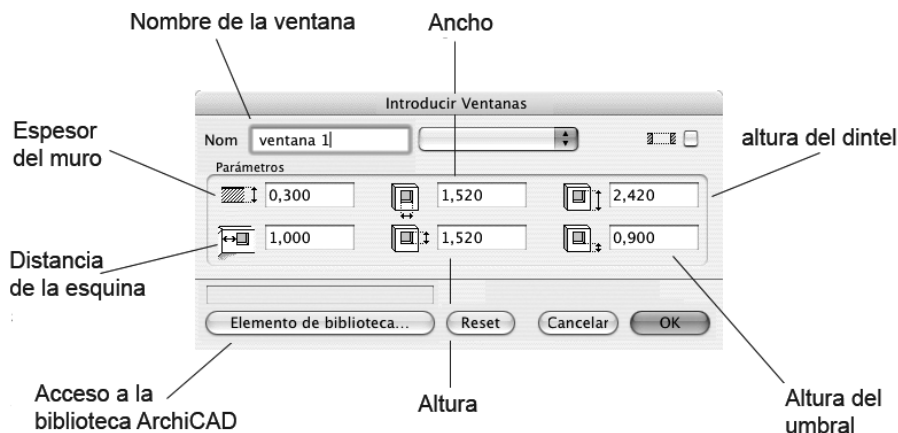 Nombre de la ventana
Ancho
Introducir Ventanas
Espesor
del muro
Nom ventana 1
altura del dintel
Parámetros
0,300 1,520 2,420
1,000 1,520 0,900
Distancia
de la esquina
Elemento de biblioteca... Reset Cancelar OK
Acceso a la
biblioteca ArchiCAD
Altura
Altura del
umbral